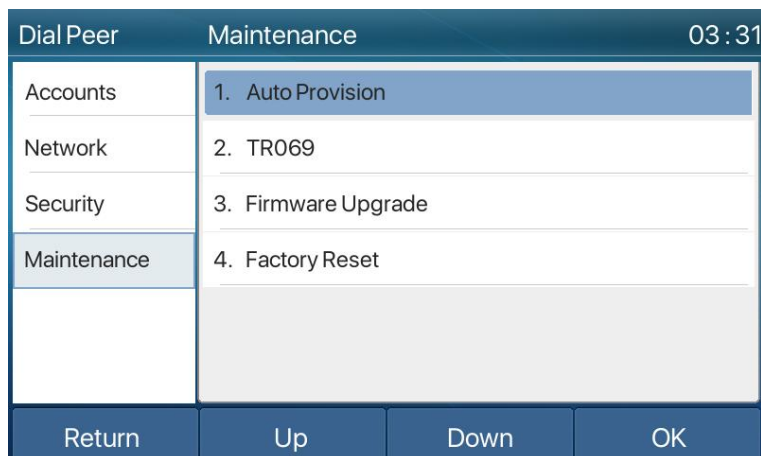 Dial Peer Maintenance 03:31
Accounts
Network
Security
Maintenance
1. Auto Provision
2. TR069
3. Firmware Upgrade
4. Factory Reset
Return Up Down OK